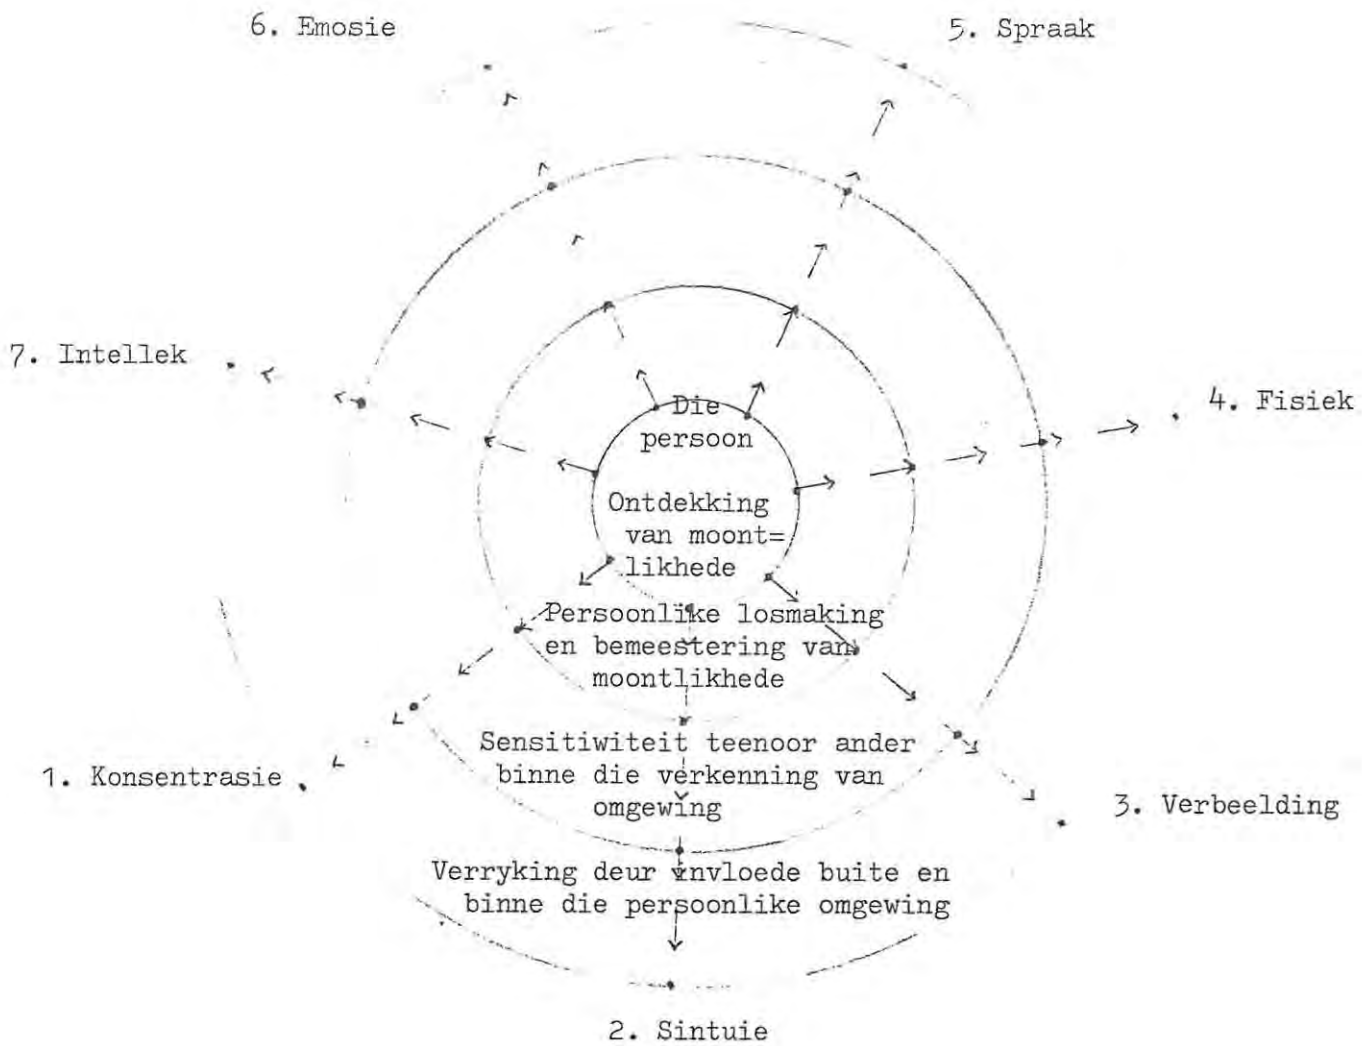 6. Emosie
5. Spraak
7. Intellek
4. Fisiek
Die
persoon
Ontdekking
van moont=
likhede
Persoonlike losmaking
en bemeestering van
moontlikhede
Sensitiwiteit teenoor ander
binne die verkenning van
omgewing
1. Konsentrasie
3. Verbeelding
Verryking deur invloede buite en
binne die persoonlike omgewing
2. Sintuie